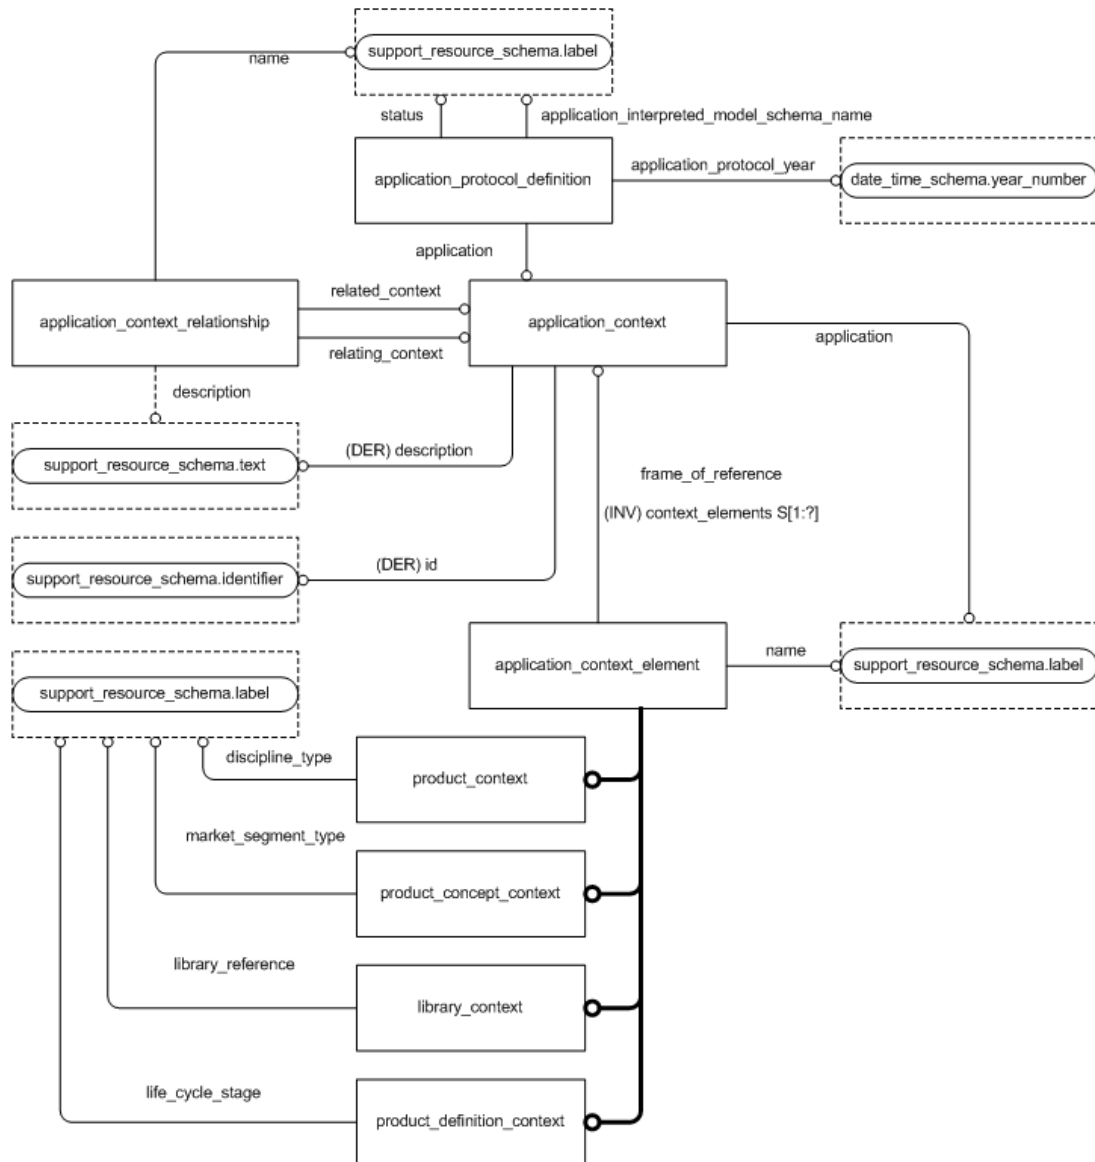 support_resource_schema.label
name
status
application_interpreted_model_schema_name
application_protocol_definition
application_protocol_year
date_time_schema.year_number
application
application_context_relationship
related_context
relating_context
application_context
application
description
support_resource_schema.text
(DER) description
frame_of_reference
(INV) context_elements S[1:?]
support_resource_schema.identifier
(DER) id
application_context_element
name
support_resource_schema.label
support_resource_schema.label
discipline_type
product_context
market_segment_type
product_concept_context
library_reference
library_context
life_cycle_stage
product_definition_context